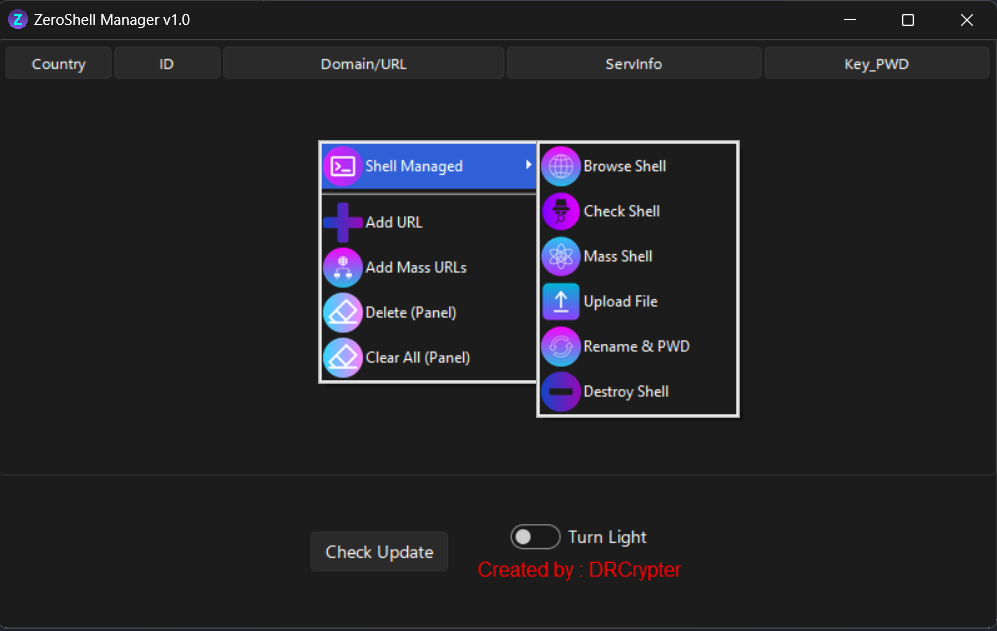 Z ZeroShell Manager v1.0
Country ID Domain/URL ServInfo Key_PWD
Shell Managed
Add URL
Add Mass URLs
Delete (Panel)
Clear All (Panel)
Browse Shell
Check Shell
Mass Shell
Upload File
Rename & PWD
Destroy Shell
Check Update
Turn Light
Created by : DRCrypter